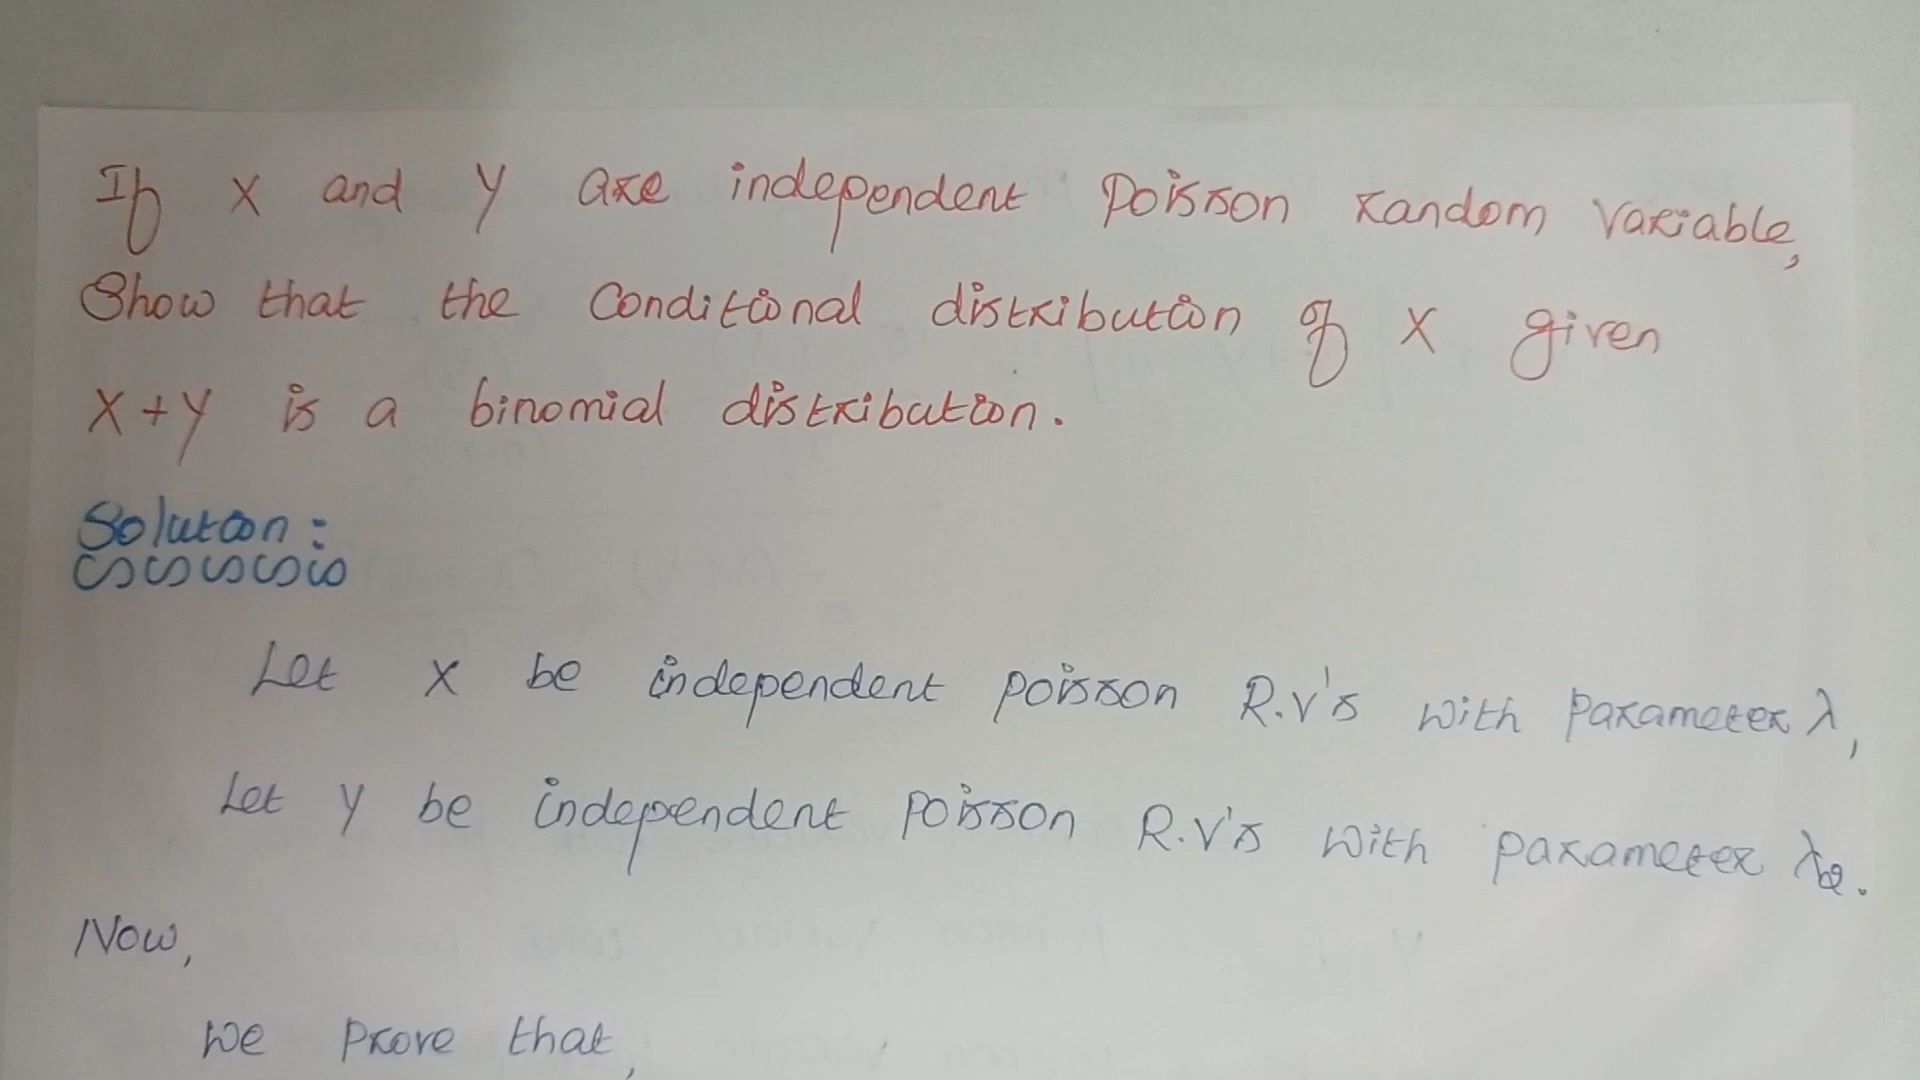 If X and Y are independent Poisson random variable,
Show that the Conditional distribution of X given
X+Y is a binomial distribution.
Solution:
Let X be independent poisson R.V's with parameter λ,
Let Y be independent poisson R.V's with parameter λ2.
Now,
We prove that,